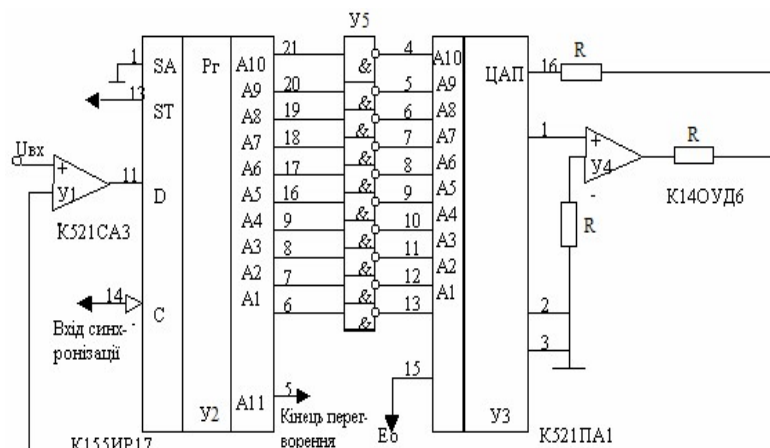 У5
1
SA
Рг
A10
21
&
4
A10
ЦАП
16
R
13
ST
A9
20
&
5
A9
A8
19
&
6
A8
Uвх
A7
18
&
7
A7
1
+
R
+
11
D
A6
17
&
8
A6
У4
У1
A5
16
&
9
A5
-
К14ОУД6
К521СА3
A4
9
&
10
A4
R
A3
8
&
11
A3
A2
7
&
12
A2
14
C
A1
6
&
13
A1
2
Вхід синх-
ронізації
3
15
A11
5
У2
Кінець перет-
ворення
Ео
У3
К521ПА1
К155ИР17